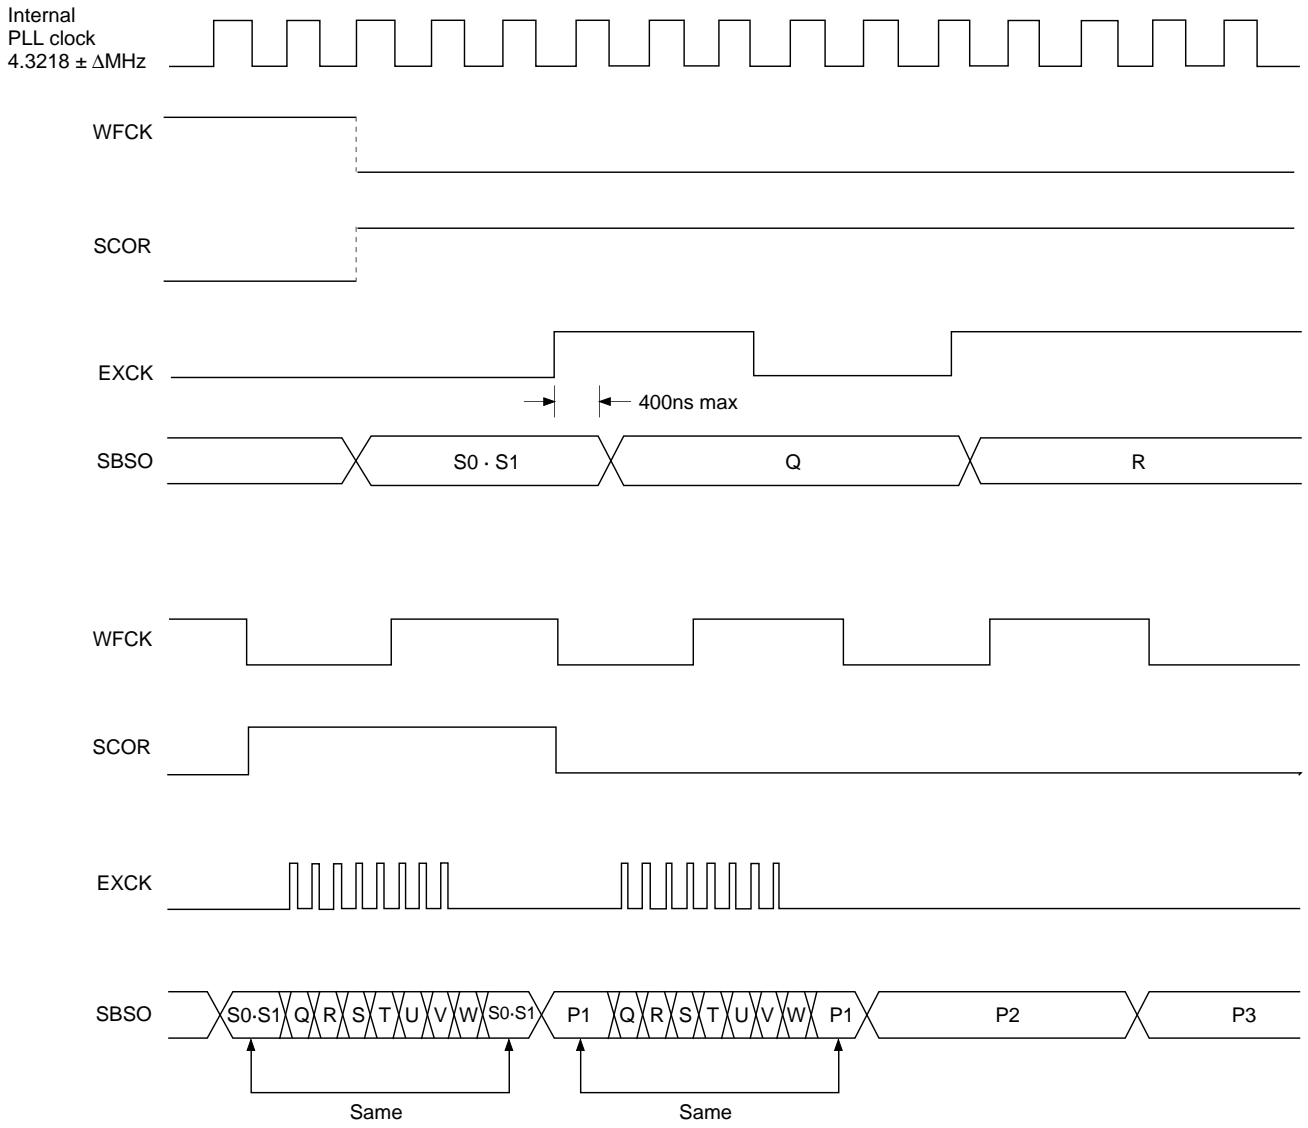 Internal
PLL clock
4.3218 ± ΔMHz
WFCK
SCOR
EXCK
400ns max
SBSO
S0 · S1
Q
R
WFCK
SCOR
EXCK
SBSO
S0·S1 Q R S T U V W S0·S1 P1 Q R S T U V W P1 P2 P3
Same
Same